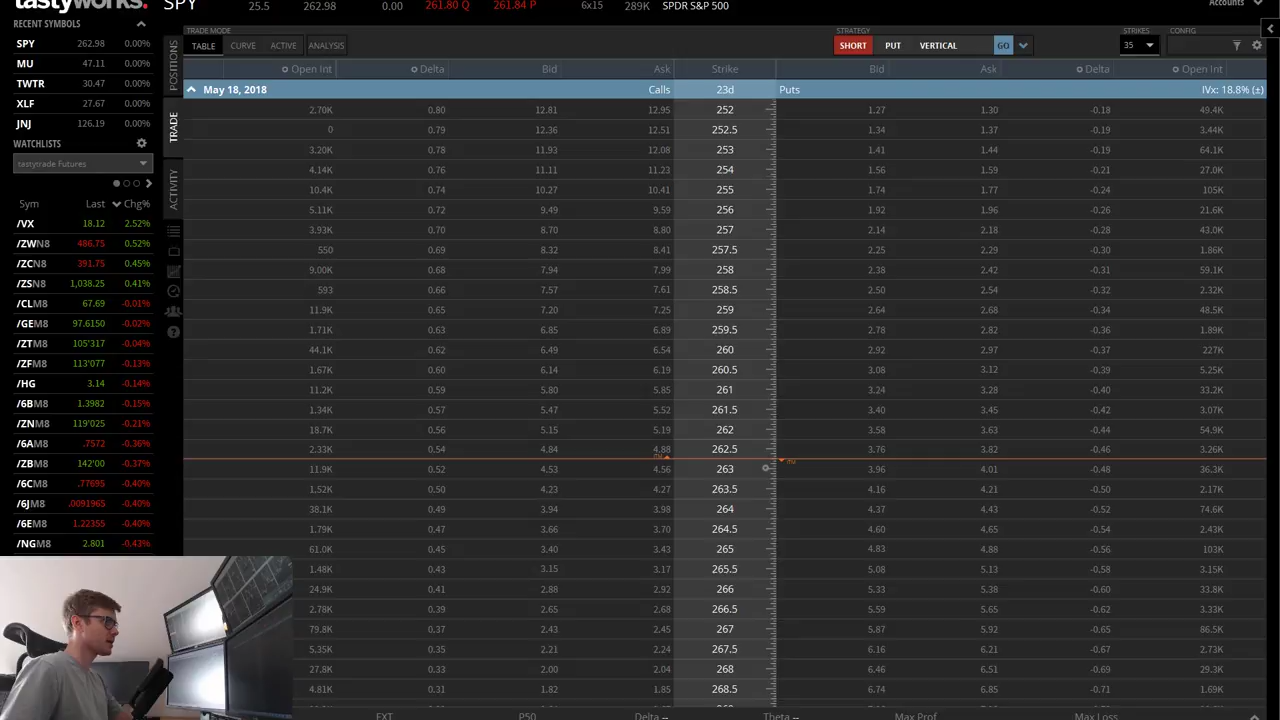 tastyworks. SPY 25.5 262.98 0.00 261.80 Q 261.84 P 6x15 289K SPDR S&P 500 Accounts
RECENT SYMBOLS
SPY 262.98 0.00%
MU 47.11 0.00%
TWTR 30.47 0.00%
XLF 27.67 0.00%
JNJ 126.19 0.00%
WATCHLISTS
tastytrade Futures
Sym Last Chg%
/VX 18.12 2.52%
/ZWN8 486.75 0.52%
/ZCN8 391.75 0.45%
/ZSN8 1,038.25 0.41%
/CLM8 67.69 -0.01%
/GEM8 97.6150 -0.02%
/ZTM8 105'317 -0.04%
/ZFM8 113'077 -0.13%
/HG 3.14 -0.14%
/6BM8 1.3982 -0.15%
/ZNM8 119'025 -0.21%
/6AM8 .7572 -0.36%
/ZBM8 142'00 -0.37%
/6CM8 .77695 -0.40%
/6JM8 .0091965 -0.40%
/6EM8 1.22355 -0.40%
/NGM8 2.801 -0.43%
POSITIONS
TRADE
ACTIVITY
TRADE MODE STRATEGY STRIKES CONFIG
TABLE CURVE ACTIVE ANALYSIS SHORT PUT VERTICAL GO 35
Open Int Delta Bid Ask Strike Bid Ask Delta Open Int
May 18, 2018 Calls 23d Puts IVx: 18.8% (±)
2.70K 0.80 12.81 12.95 252 1.27 1.30 -0.18 49.4K
0 0.79 12.36 12.51 252.5 1.34 1.37 -0.19 3.44K
3.20K 0.78 11.93 12.08 253 1.41 1.44 -0.19 64.1K
4.14K 0.76 11.11 11.23 254 1.56 1.59 -0.21 27.0K
10.4K 0.74 10.27 10.41 255 1.74 1.77 -0.24 105K
5.11K 0.72 9.49 9.59 256 1.92 1.96 -0.26 21.6K
3.93K 0.70 8.70 8.80 257 2.14 2.18 -0.28
550 0.69 8.32 8.41 257.5 2.25 2.29 -0.30 1.86K
9.00K 0.68 7.94 7.99 258 2.38 2.42 -0.31 59.1K
593 0.66 7.57 7.61 258.5 2.50 2.54 -0.32 2.32K
11.9K 0.65 7.20 7.25 259 2.64 2.68 -0.34 48.5K
1.71K 0.63 6.85 6.89 259.5 2.78 2.82 -0.36 1.89K
44.1K 0.62 6.49 6.54 260 2.92 2.97 -0.37 227K
1.67K 0.60 6.14 6.19 260.5 3.08 3.12 -0.39 5.25K
11.2K 0.59 5.80 5.85 261 3.24 3.28 -0.40 33.2K
1.34K 0.57 5.47 5.52 261.5 3.40 3.45 -0.42 3.07K
18.7K 0.56 5.15 5.19 262 3.58 3.63 -0.44 54.9K
2.33K 0.54 4.84 4.88 262.5 3.76 3.82 -0.46 3.26K
ITM ITM
11.9K 0.52 4.53 4.56 263 3.96 4.01 -0.48 36.3K
1.52K 0.50 4.23 4.27 263.5 4.16 4.21 -0.50 2.17K
38.1K 0.49 3.94 3.98 264 4.37 4.43 -0.52 74.6K
1.79K 0.47 3.66 3.70 264.5 4.60 4.65 -0.54 2.63K
61.0K 0.45 3.40 3.43 265 4.83 4.88 -0.56 103K
1.48K 0.43 3.15 3.17 265.5 5.08 5.13 -0.58 3.15K
24.9K 0.41 2.88 2.92 266 5.33 5.38 -0.60 33.8K
2.78K 0.39 2.65 2.68 266.5 5.59 5.65 -0.62 3.33K
79.8K 0.37 2.43 2.45 267 5.87 5.92 -0.65 86.5K
5.35K 0.35 2.21 2.24 267.5 6.16 6.21 -0.67 2.73K
27.8K 0.33 2.00 2.04 268 6.46 6.51 -0.69
4.81K 0.31 1.82 1.85 268.5 6.74 6.85 -0.71 1.89K
EXT P50 Delta -- Theta -- Max Prof Max Loss